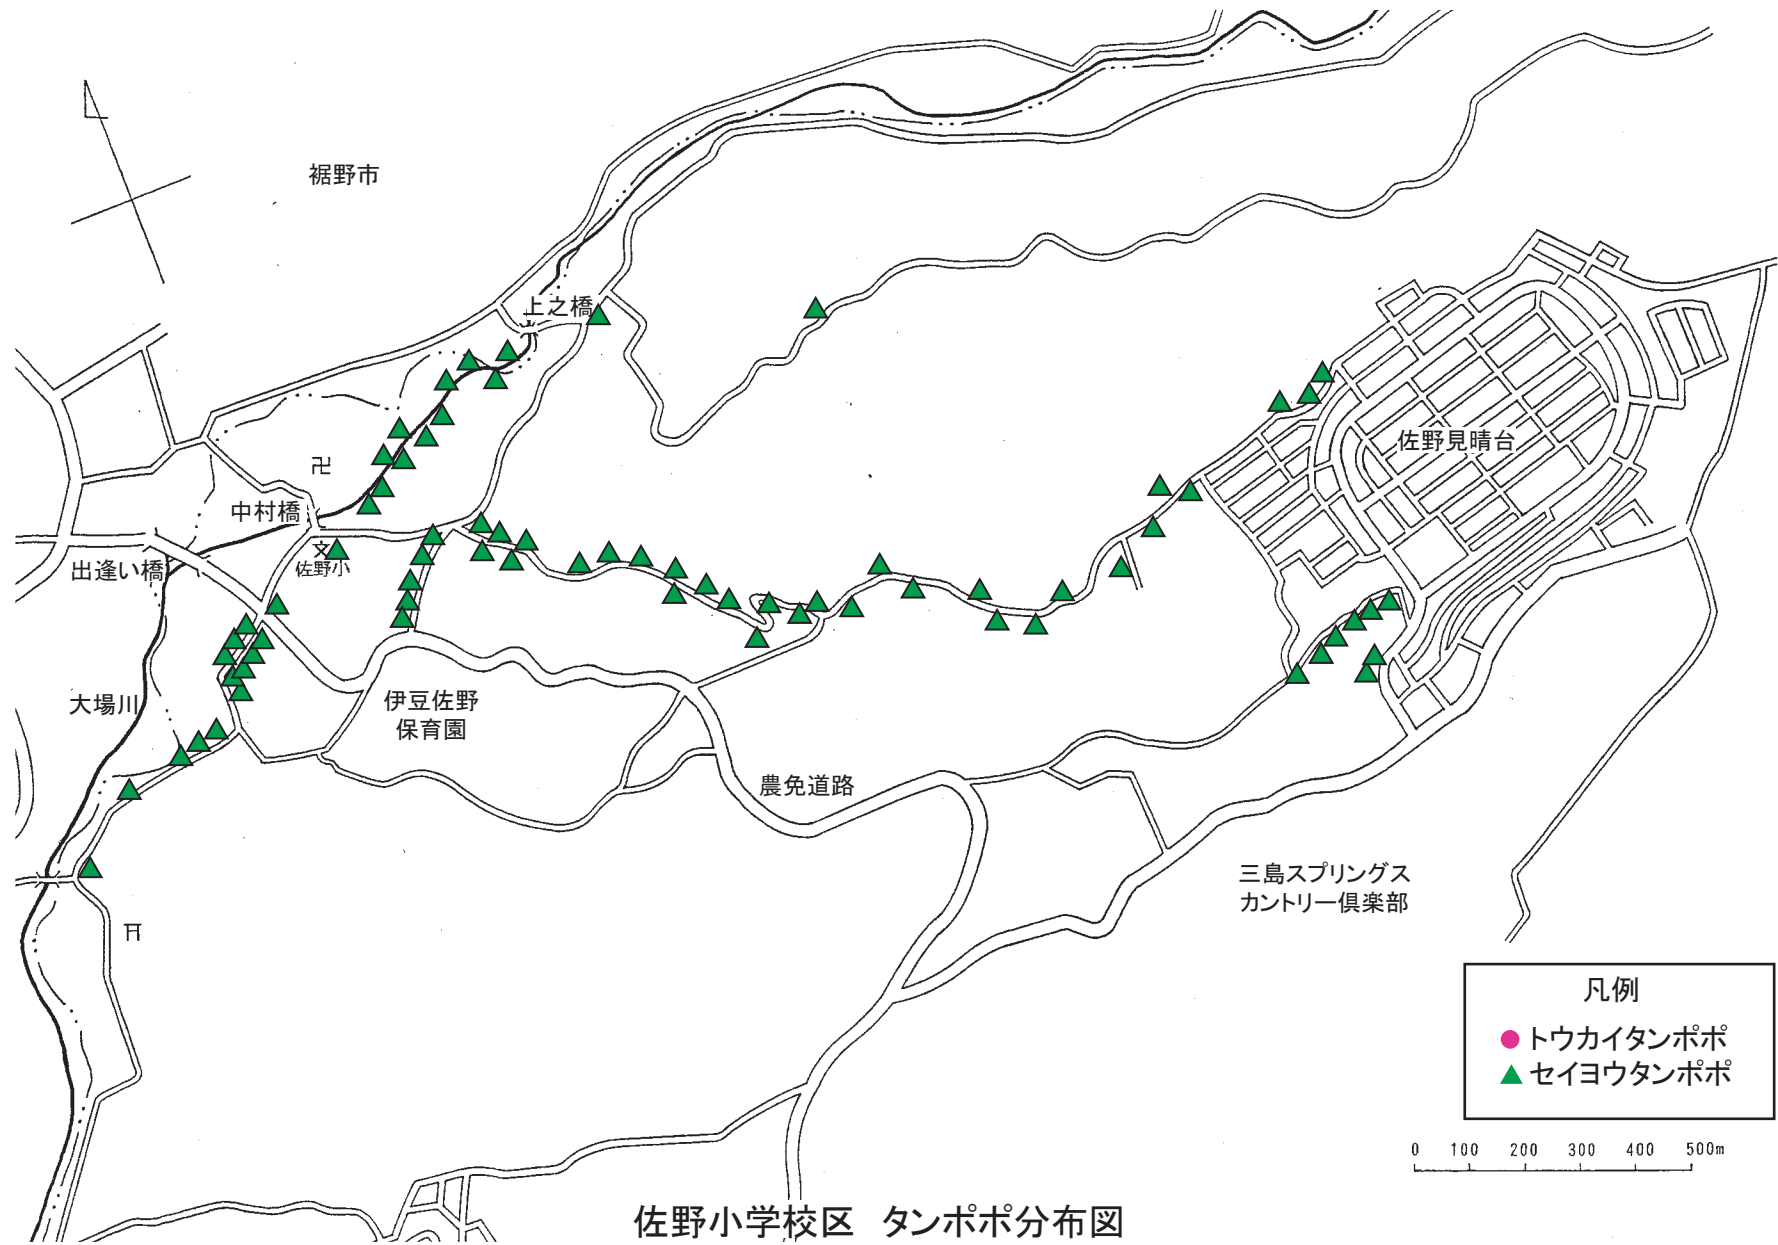 裾野市
上之橋
佐野見晴台
卍
中村橋
文
佐野小
出逢い橋
大場川
伊豆佐野
保育園
農免道路
三島スプリングス
カントリー倶楽部
凡例
トウカイタンポポ
セイヨウタンポポ
0 100 200 300 400 500m
佐野小学校区 タンポポ分布図